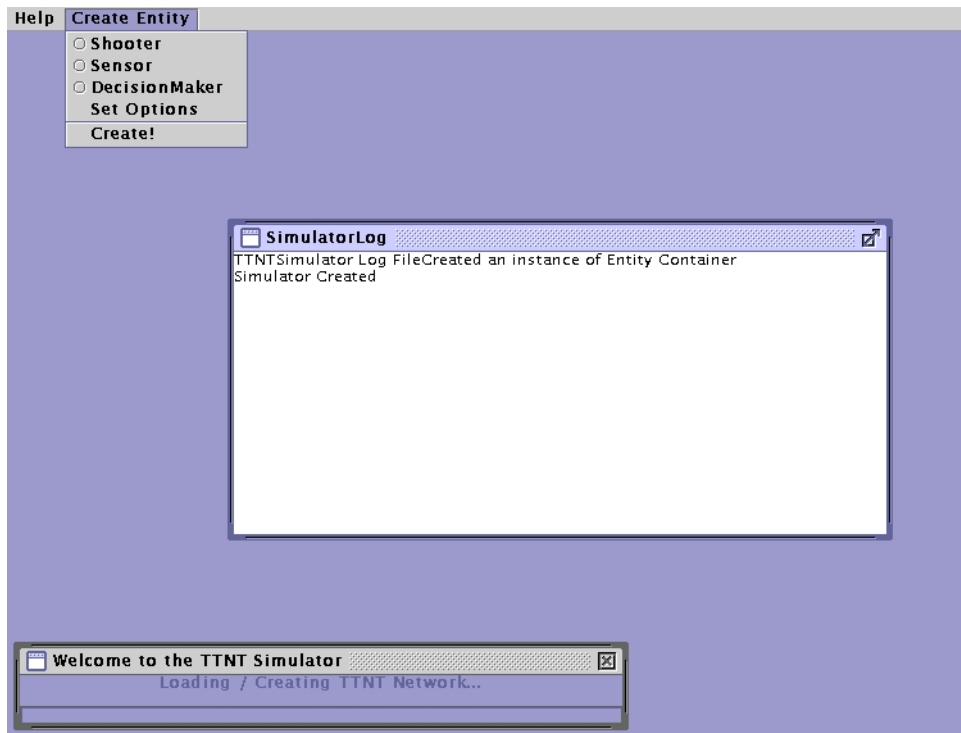 Help Create Entity
Shooter
Sensor
DecisionMaker
Set Options
Create!
SimulatorLog
TTNTSimulator Log FileCreated an instance of Entity Container
Simulator Created
Welcome to the TTNT Simulator
Loading / Creating TTNT Network...